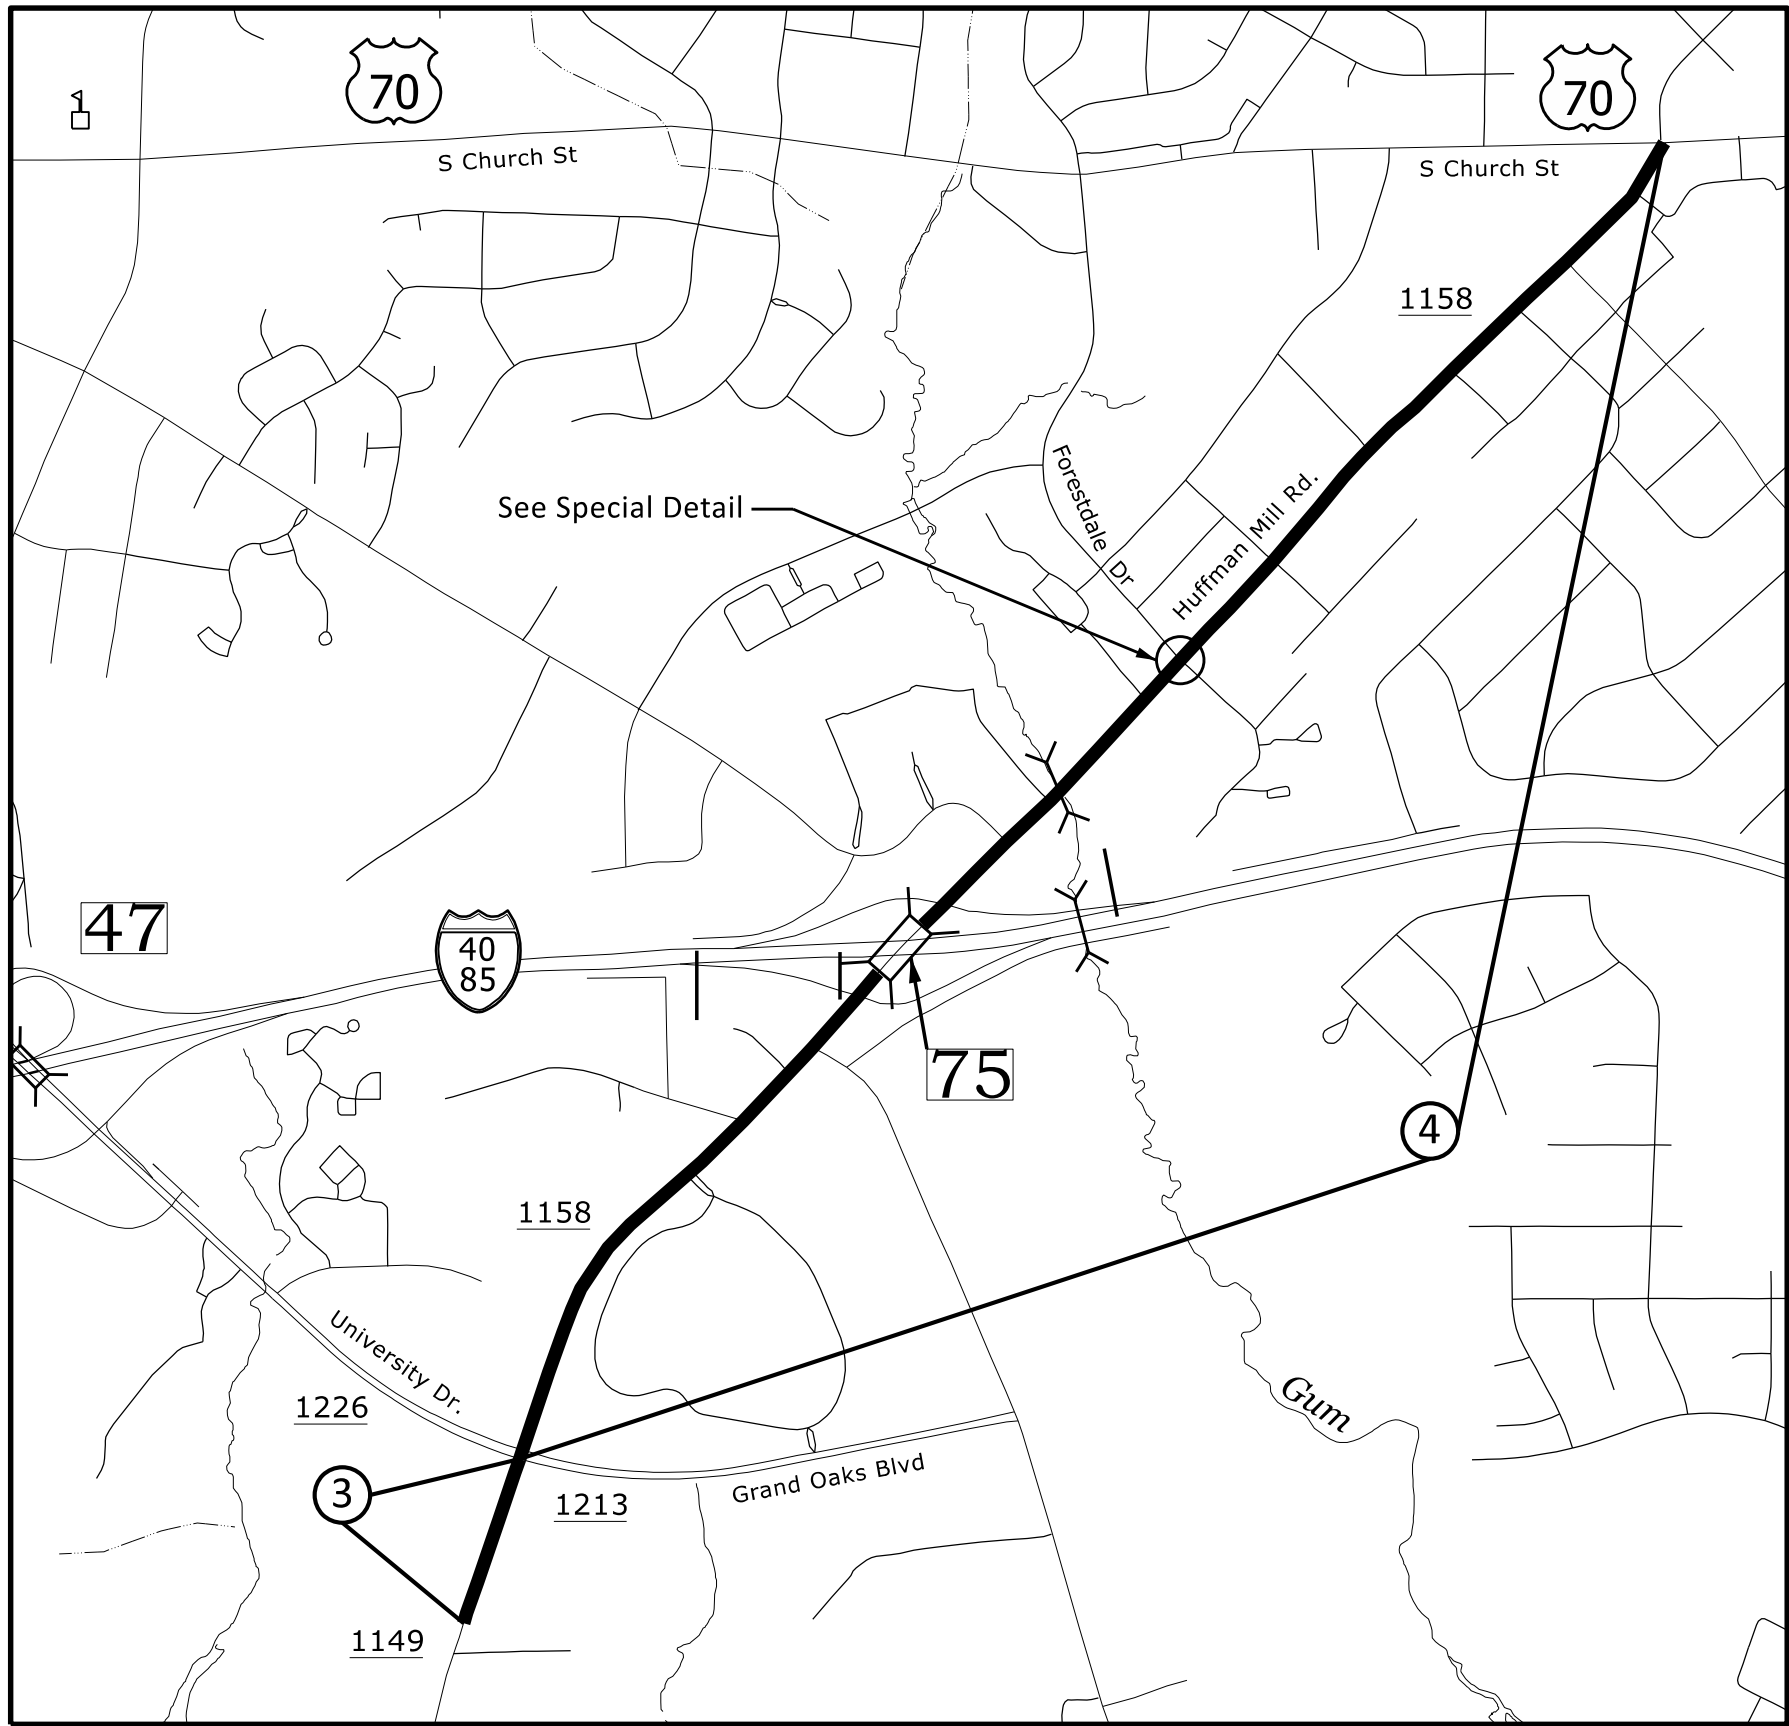 70
70
S Church St
S Church St
1158
Forestdale Dr
Huffman Mill Rd.
See Special Detail
47
40
85
75
4
1158
University Dr.
1226
Gum
Grand Oaks Blvd
3
1213
1149